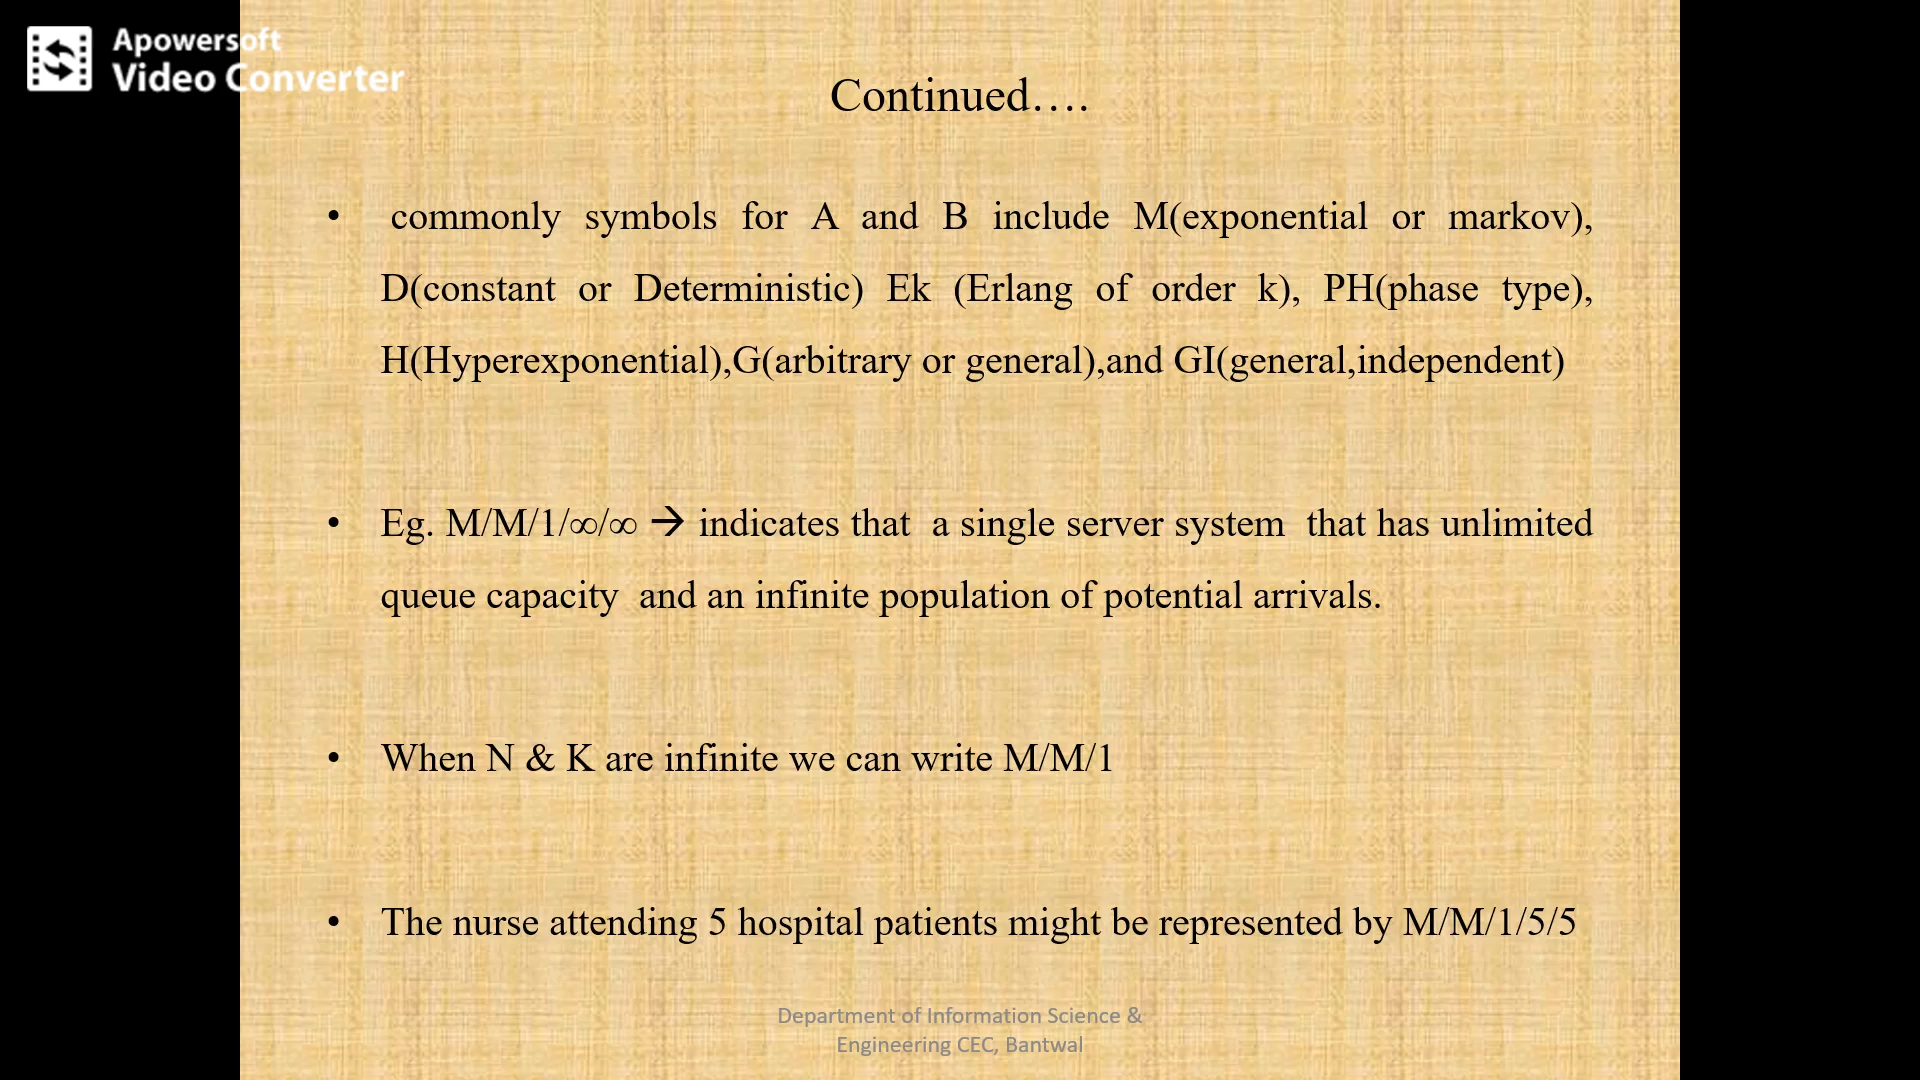 Apowersoft
Video Converter
Continued….
• commonly symbols for A and B include M(exponential or markov),
D(constant or Deterministic) Ek (Erlang of order k), PH(phase type),
H(Hyperexponential),G(arbitrary or general),and GI(general,independent)
• Eg. M/M/1/∞/∞ → indicates that a single server system that has unlimited
queue capacity and an infinite population of potential arrivals.
• When N & K are infinite we can write M/M/1
• The nurse attending 5 hospital patients might be represented by M/M/1/5/5
Department of Information Science &
Engineering CEC, Bantwal